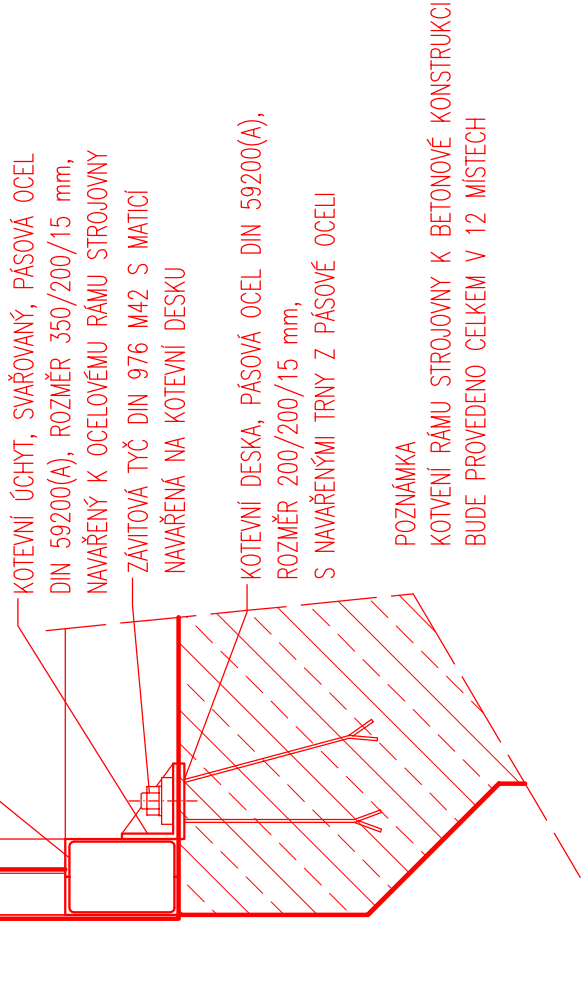 KOTEVNÍ ÚCHYT, SVAŘOVANÝ, PÁSOVÁ OCEL
DIN 59200(A), ROZMĚR 350/200/15 mm,
NAVAŘENÝ K OCELOVÉMU RÁMU STROJOVNY
ZÁVITOVÁ TYČ DIN 976 M42 S MATICÍ
NAVAŘENÁ NA KOTEVNÍ DESKU
KOTEVNÍ DESKA, PÁSOVÁ OCEL DIN 59200(A),
ROZMĚR 200/200/15 mm,
S NAVAŘENÝMI TRNY Z PÁSOVÉ OCELI
POZNÁMKA
KOTVENÍ RÁMU STROJOVNY K BETONOVÉ KONSTRUKCI
BUDE PROVEDENO CELKEM V 12 MÍSTECH